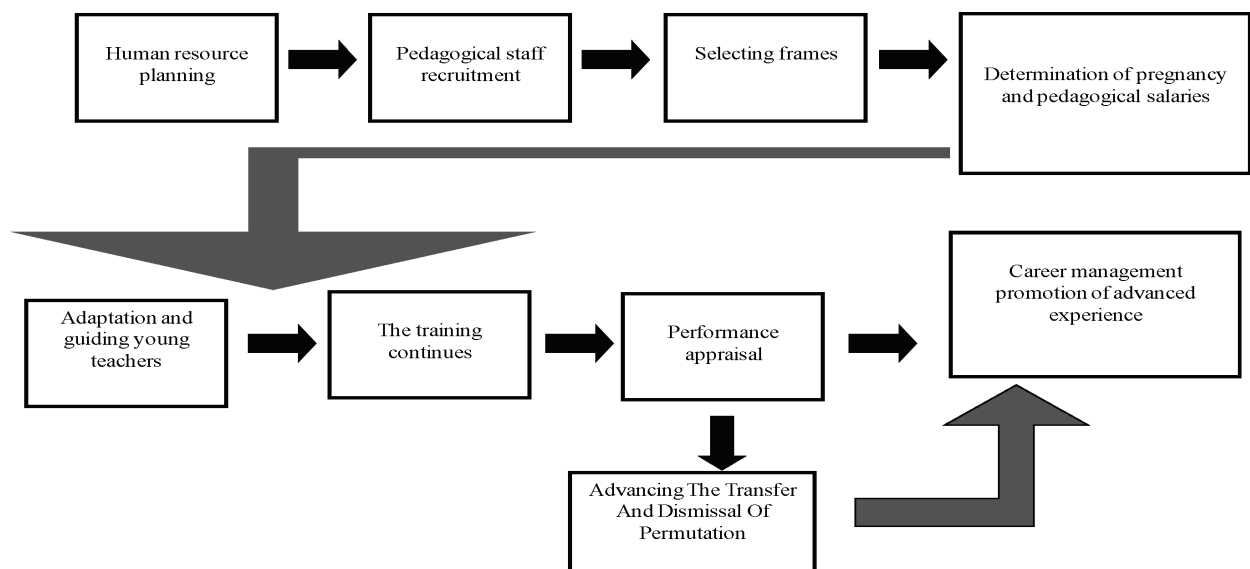 Human resource
planning
Pedagogical staff
recruitment
Selecting frames
Determination of pregnancy
and pedagogical salaries
Adaptation and
guiding young
teachers
The training
continues
Performance
appraisal
Career management
promotion of advanced
experience
Advancing The Transfer
And Dismissal Of
Permutation